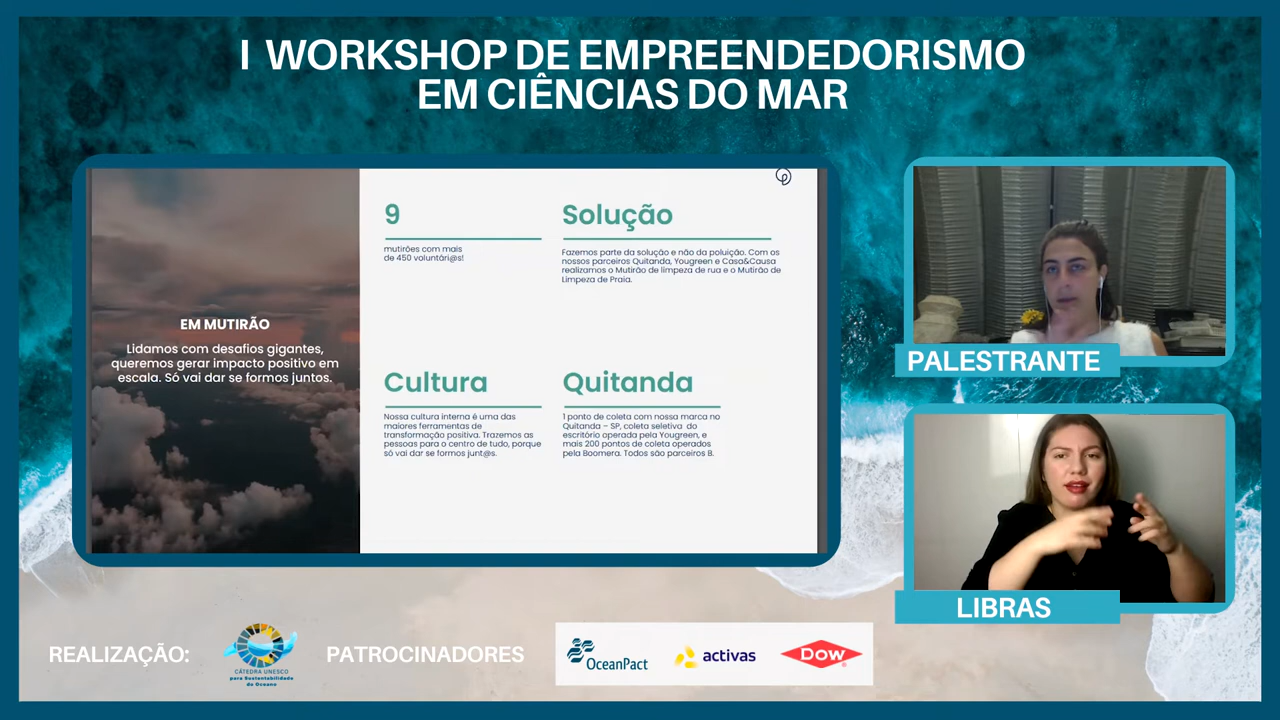 I WORKSHOP DE EMPREENDEDORISMO
EM CIÊNCIAS DO MAR
EM MUTIRÃO
Lidamos com desafios gigantes,
queremos gerar impacto positivo em
escala. Só vai dar se formos juntos.
9
mutirões com mais
de 450 voluntári@s!
Solução
Fazemos parte da solução e não da poluição. Com os
nossos parceiros Quitanda, Yougreen e Casa&Causa
realizamos o Mutirão de limpeza de rua e o Mutirão de
Limpeza de Praia.
Cultura
Nossa cultura interna é uma das
maiores ferramentas de
transformação positiva. Trazemos as
pessoas para o centro de tudo, porque
só vai dar se formos junt@s.
Quitanda
1 ponto de coleta com nossa marca no
Quitanda – SP, coleta seletiva do
escritório operada pela Yougreen, e
mais 200 pontos de coleta operados
pela Boomera. Todos são parceiros B.
PALESTRANTE
LIBRAS
REALIZAÇÃO:
CÁTEDRA UNESCO
para Sustentabilidade
do Oceano
PATROCINADORES
OceanPact
activas
Dow